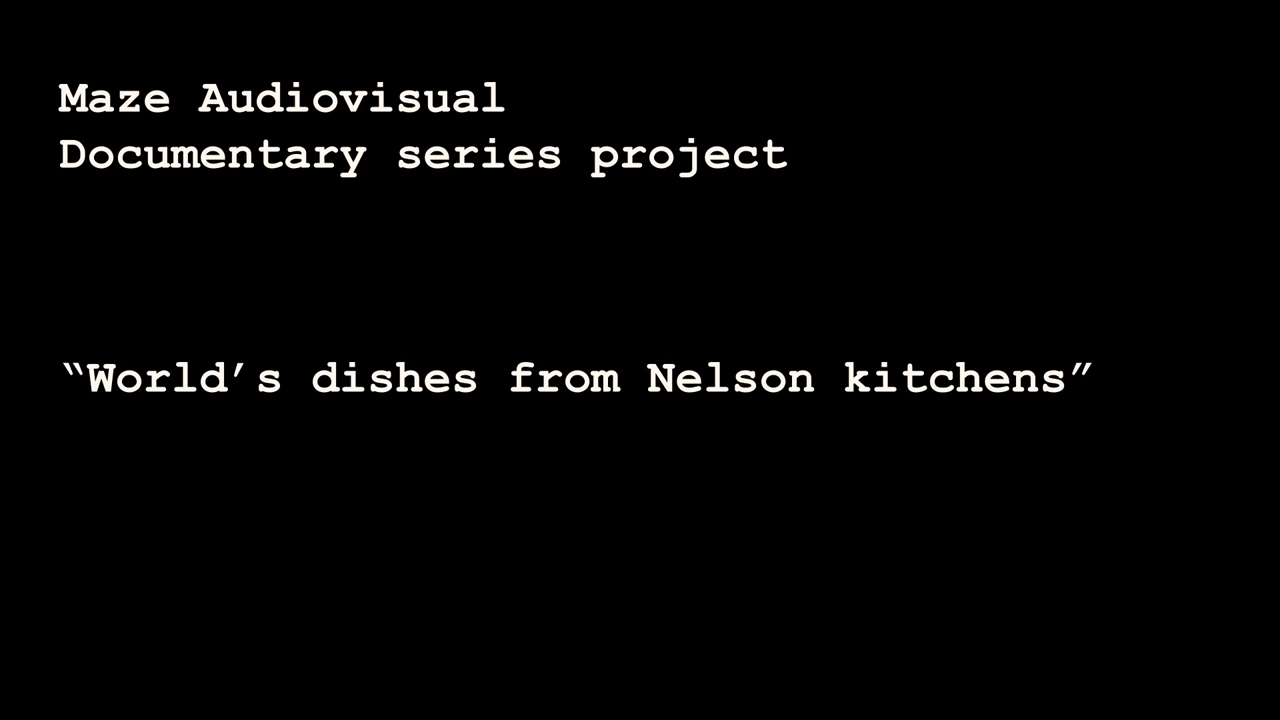 Maze Audiovisual
Documentary series project
“World’s dishes from Nelson kitchens”